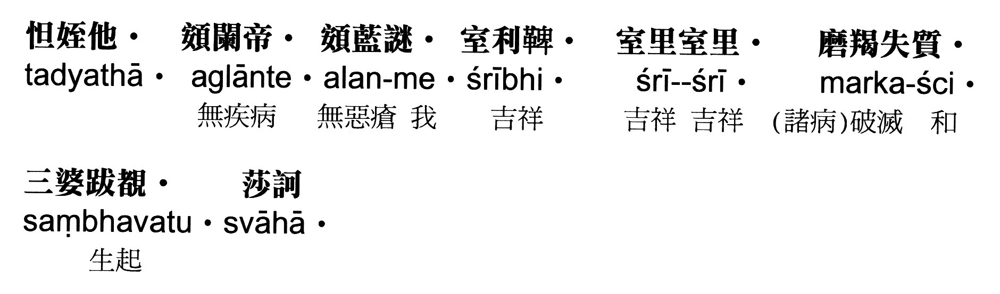 怛姪他・ 頞闌帝・ 頞藍謎・ 室利鞞・ 室里室里・ 磨羯失質・
tadyathā・ aglānte・ alan-me・ śrībhi・ śrī--śrī・ marka-ści・
無疾病 無惡瘡 我 吉祥 吉祥 吉祥 (諸病)破滅 和
三婆跋覩・ 莎訶
saṃbhavatu・ svāhā・
生起